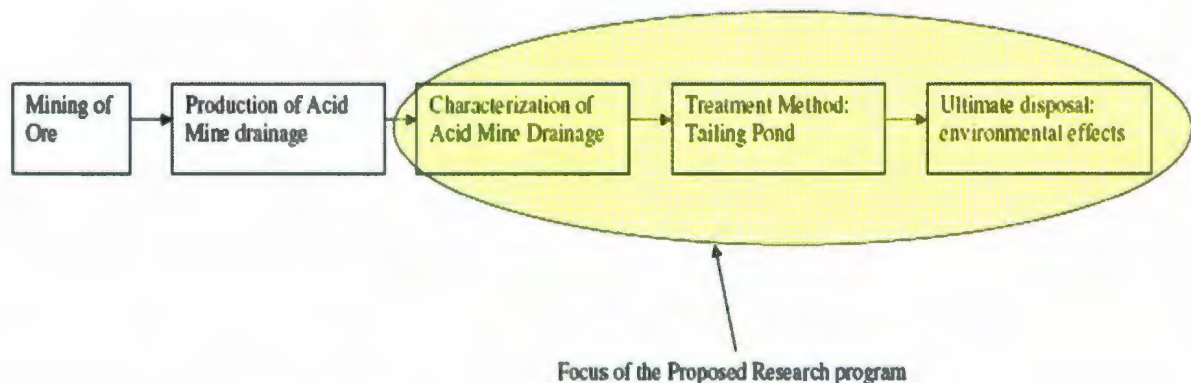 Mining of
Ore
Production of Acid
Mine drainage
Characterization of
Acid Mine Drainage
Treatment Method:
Tailing Pond
Ultimate disposal:
environmental effects
Focus of the Proposed Research program